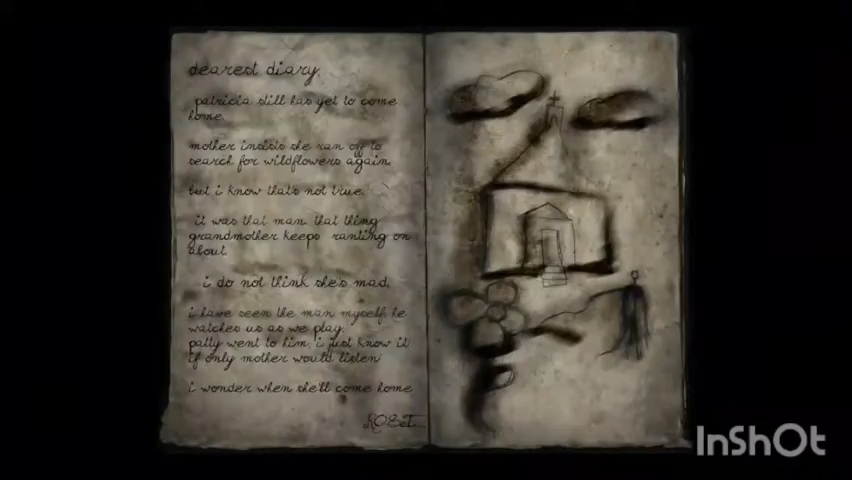 dearest diary,
patricia still has yet to come
home.
mother insists she ran off to
search for wildflowers again.
but i know that's not true.
it was that man. that thing
grandmother keeps ranting on
about.
i do not think she's mad.
i have seen the man myself, he
watches us as we play.
patty went to him, i just know it
if only mother would listen
i wonder when she'll come home
InShOt